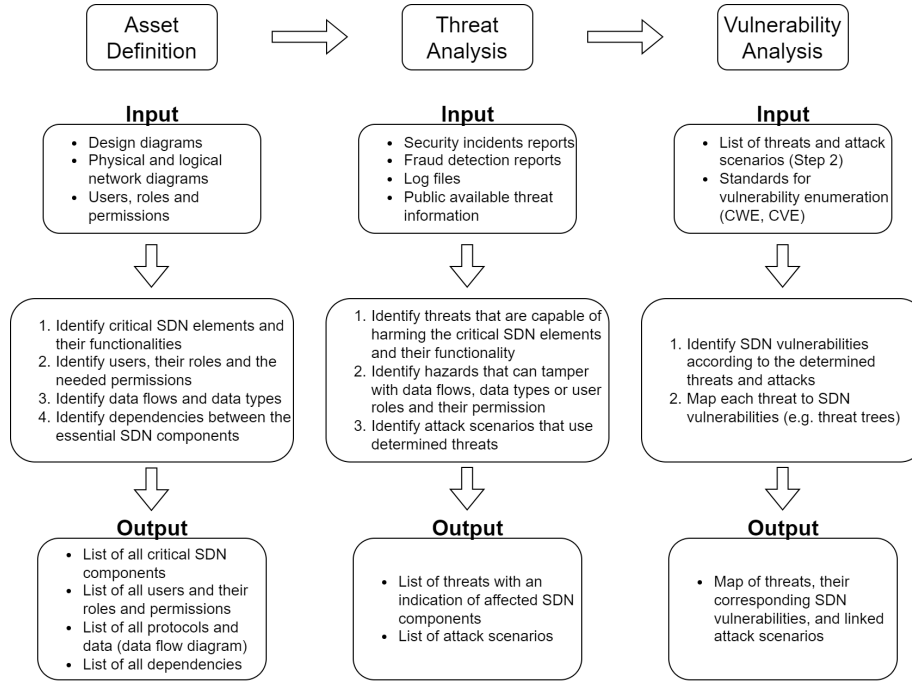 Asset
Definition
Threat
Analysis
Vulnerability
Analysis
Input
• Design diagrams
• Physical and logical
network diagrams
• Users, roles and
permissions
Input
• Security incidents reports
• Fraud detection reports
• Log files
• Public available threat
information
Input
• List of threats and attack
scenarios (Step 2)
• Standards for
vulnerability enumeration
(CWE, CVE)
1. Identify critical SDN elements and
their functionalities
2. Identify users, their roles and the
needed permissions
3. Identify data flows and data types
4. Identify dependencies between the
essential SDN components
1. Identify threats that are capable of
harming the critical SDN elements
and their functionality
2. Identify hazards that can tamper
with data flows, data types or user
roles and their permission
3. Identify attack scenarios that use
determined threats
1. Identify SDN vulnerabilities
according to the determined
threats and attacks
2. Map each threat to SDN
vulnerabilities (e.g. threat trees)
Output
• List of all critical SDN
components
• List of all users and their
roles and permissions
• List of all protocols and
data (data flow diagram)
• List of all dependencies
Output
• List of threats with an
indication of affected SDN
components
• List of attack scenarios
Output
• Map of threats, their
corresponding SDN
vulnerabilities, and linked
attack scenarios